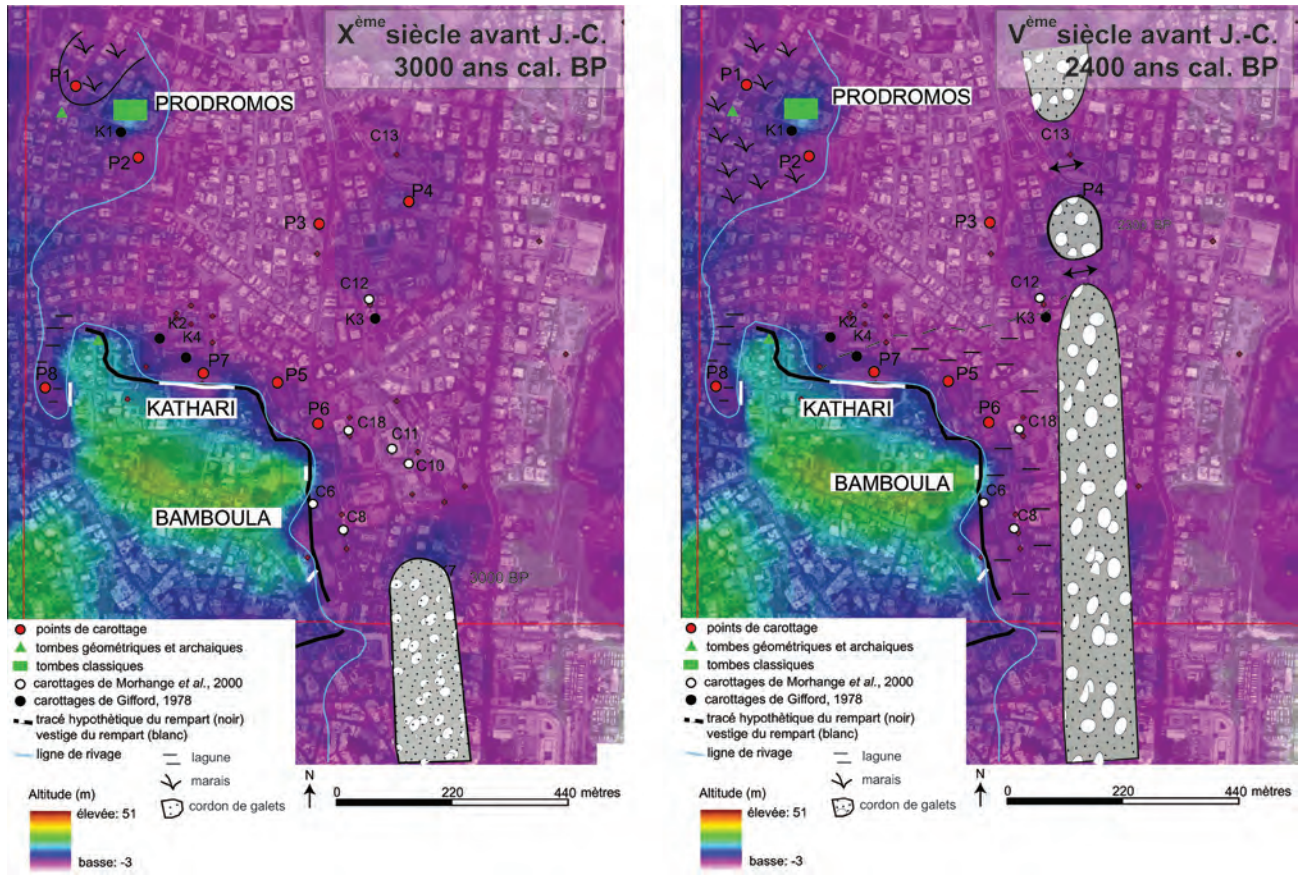 Xème siècle avant J.-C.
3000 ans cal. BP
P1
PRODROMOS
K1
P2
C13
P4
P3
C12
K3
K2
K4
P7
P5
P8
KATHARI
P6
C18
C11
C10
BAMBOULA
C6
C8
3000 BP
points de carottage
tombes géométriques et archaiques
tombes classiques
carottages de Morhange et al., 2000
carottages de Gifford, 1978
tracé hypothètique du rempart (noir)
vestige du rempart (blanc)
ligne de rivage
lagune
marais
cordon de galets
Altitude (m)
élevée: 51
basse: -3
N
0 220 440 mètres
Vème siècle avant J.-C.
2400 ans cal. BP
P1
PRODROMOS
K1
P2
C13
P4
P3
C12
K3
K2
K4
P7
P5
P8
KATHARI
P6
C18
BAMBOULA
C6
C8
points de carottage
tombes géométriques et archaiques
tombes classiques
carottages de Morhange et al., 2000
carottages de Gifford, 1978
tracé hypothètique du rempart (noir)
vestige du rempart (blanc)
ligne de rivage
lagune
marais
cordon de galets
Altitude (m)
élevée: 51
basse: -3
N
0 220 440 mètres